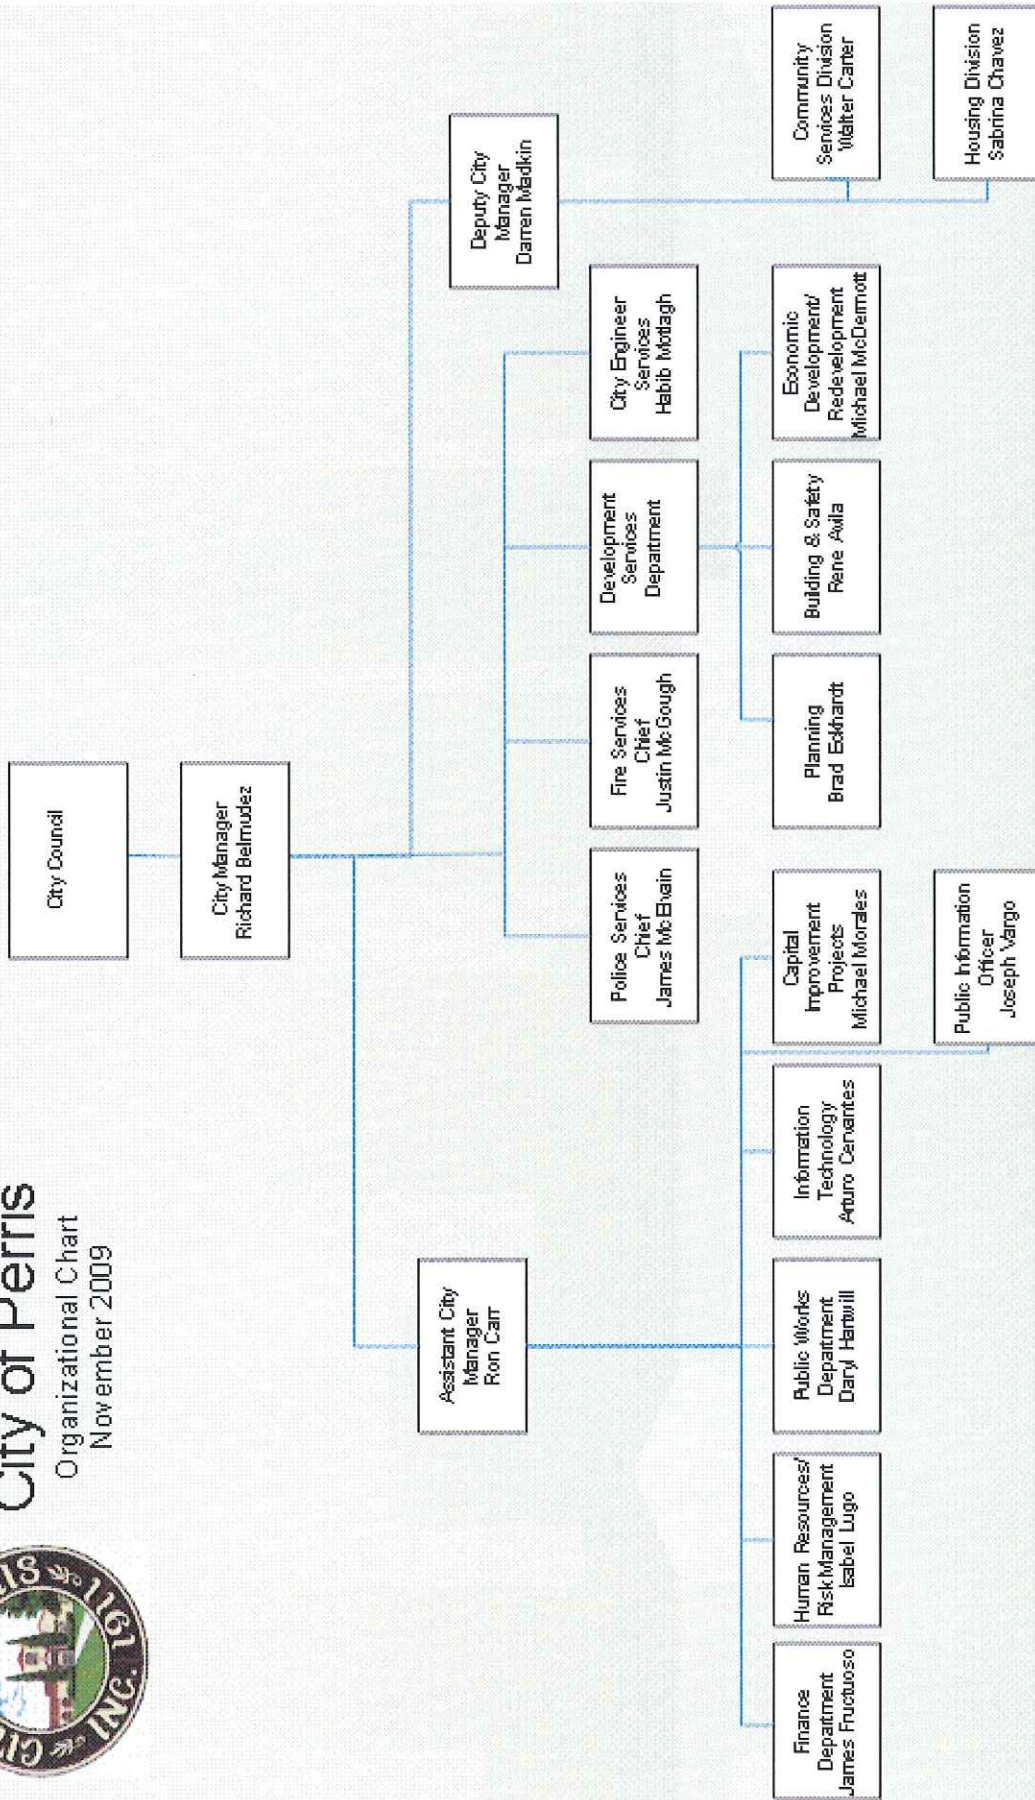 City of Perris
Organizational Chart
November 2009
INC. 1911
City Council
City Manager
Richard Belmudez
Assistant City
Manager
Ron Carr
Deputy City
Manager
Darren Madkin
Police Services
Chief
James McElwain
Fire Services
Chief
Justin McGough
Development
Services
Department
City Engineer
Services
Habib Motlagh
Finance
Department
James Fructuoso
Human Resources/
Risk Management
Isabel Lugo
Public Works
Department
Daryl Hartwill
Information
Technology
Arturo Cervantes
Capital
Improvement
Projects
Michael Morales
Planning
Brad Eckhardt
Building & Safety
Rene Avila
Economic
Development/
Redevelopment
Michael McDermott
Community
Services Division
Walter Carter
Public Information
Officer
Joseph Vargo
Housing Division
Sabrina Chavez